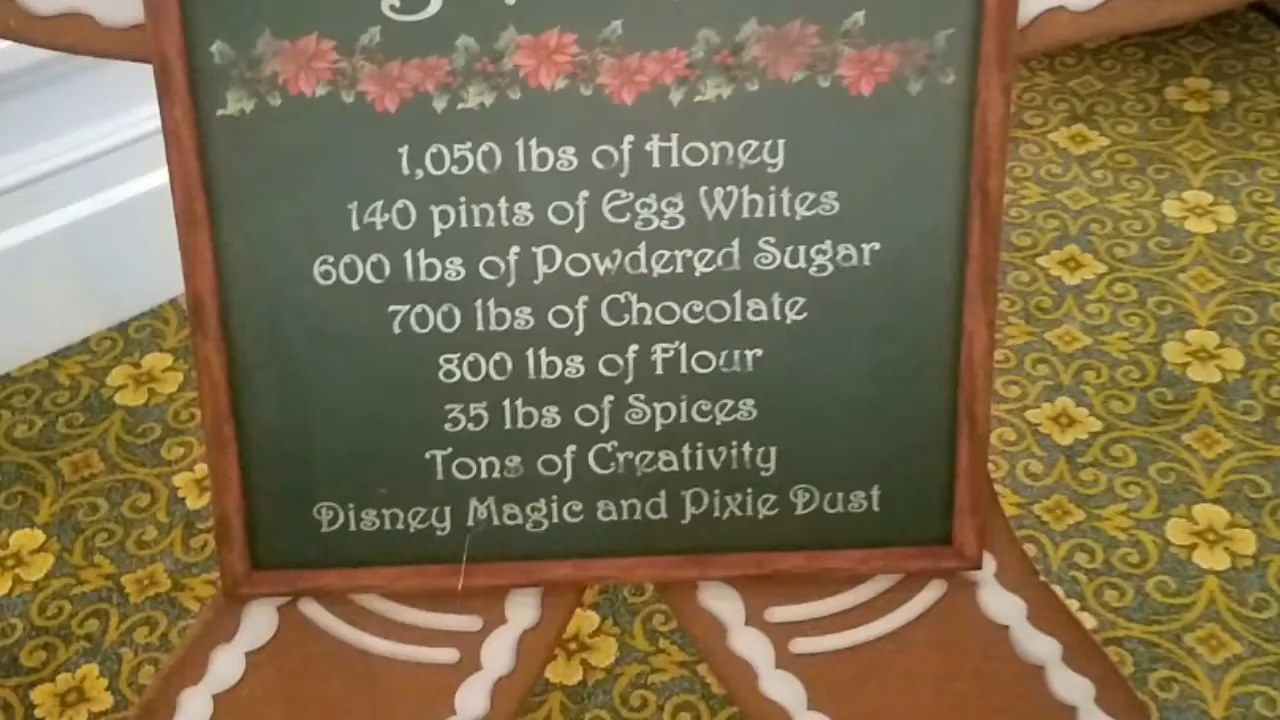 1,050 lbs of Honey
140 pints of Egg Whites
600 lbs of Powdered Sugar
700 lbs of Chocolate
800 lbs of Flour
35 lbs of Spices
Tons of Creativity
Disney Magic and Pixie Dust